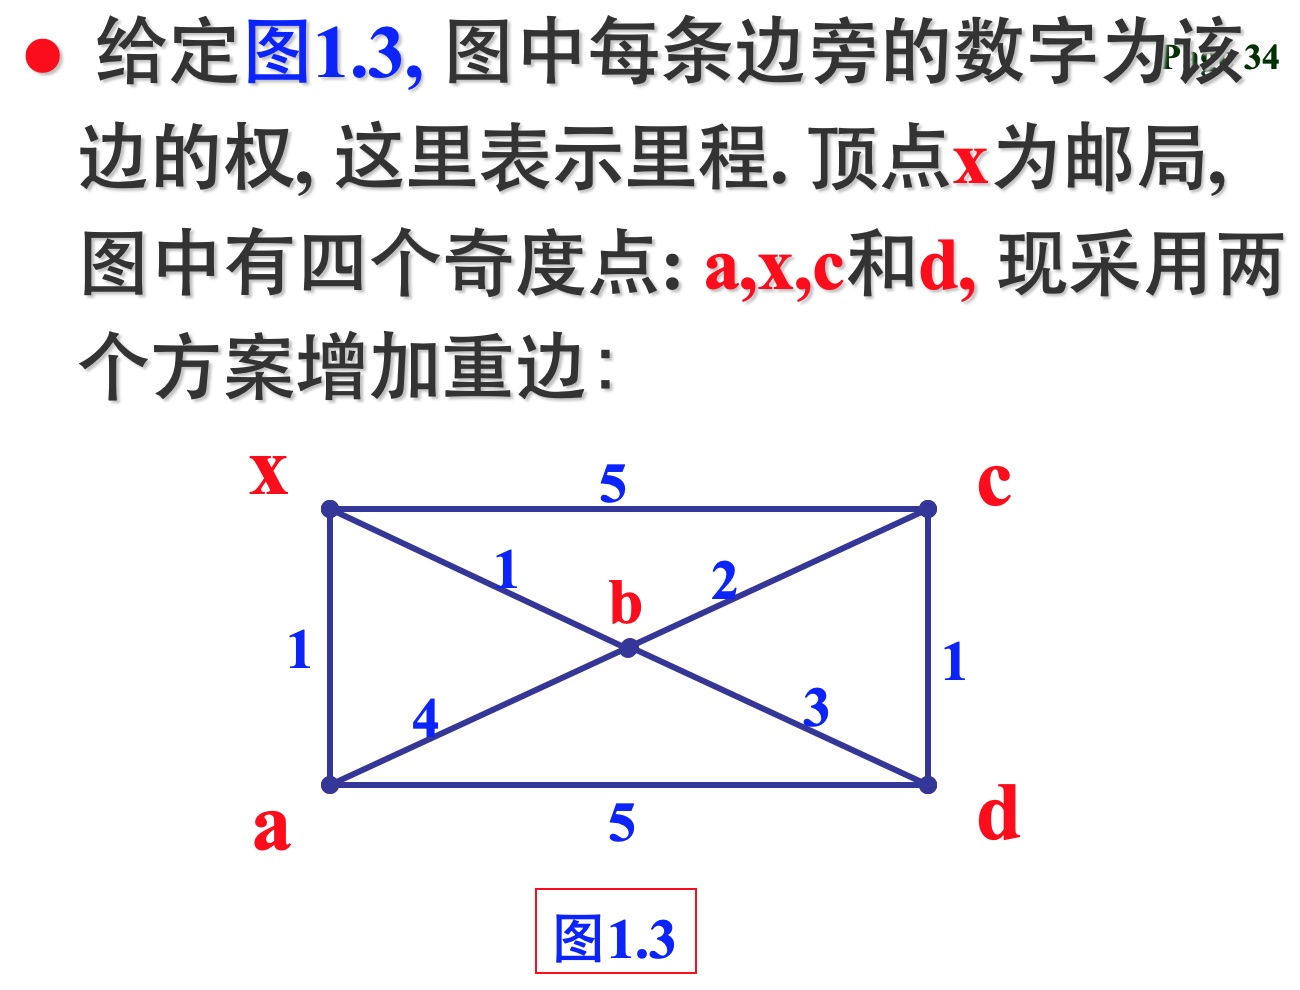 给定图1.3, 图中每条边旁的数字为该
34
边的权, 这里表示里程. 顶点x为邮局,
图中有四个奇度点: a,x,c和d, 现采用两
个方案增加重边:
x
5
c
1
2
b
1
1
4
3
a
5
d
图1.3